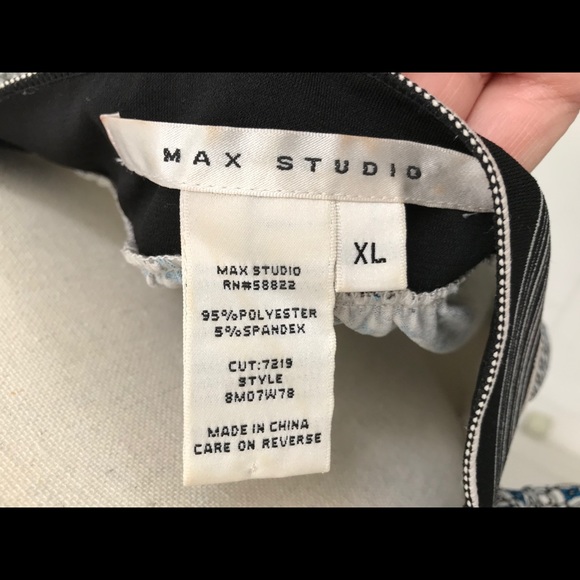 MAX STUDIO
XL
MAX STUDIO
RN#58822
95%POLYESTER
5%SPANDEX
CUT:7219
STYLE
8M07W78
MADE IN CHINA
CARE ON REVERSE